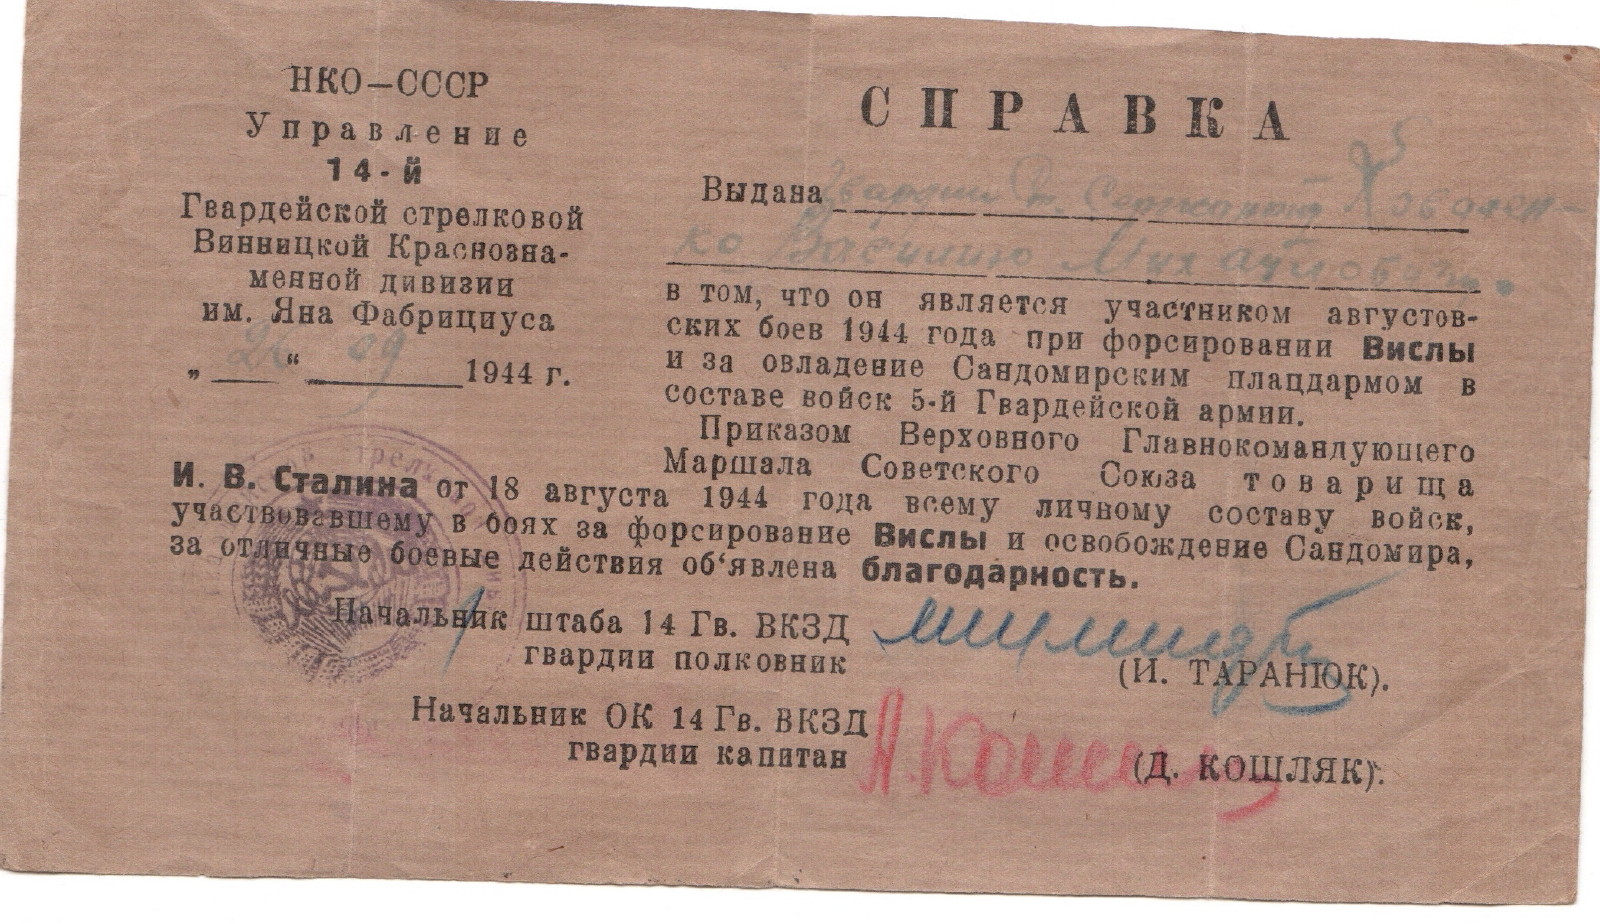 НКО—СССР
Управление
14-й
Гвардейской стрелковой
Винницкой Краснозна-
менной дивизии
им. Яна Фабрициуса
„ 26 “ 09 1944 г.
СПРАВКА
Выдана Гвардии Сержанту
ко Василию Михайловичу
в том, что он является участником августов-
ских боев 1944 года при форсировании Вислы
и за овладение Сандомирским плацдармом в
составе войск 5-й Гвардейской армии.
Приказом Верховного Главнокомандующего
Маршала Советского Союза товарища
И. В. Сталина от 18 августа 1944 года всему личному составу войск,
участвовавшему в боях за форсирование Вислы и освобождение Сандомира,
за отличные боевые действия об‘явлена благодарность.
Начальник штаба 14 Гв. ВКЗД
гвардии полковник
(И. ТАРАНЮК).
Начальник ОК 14 Гв. ВКЗД
гвардии капитан
(Д. КОШЛЯК).